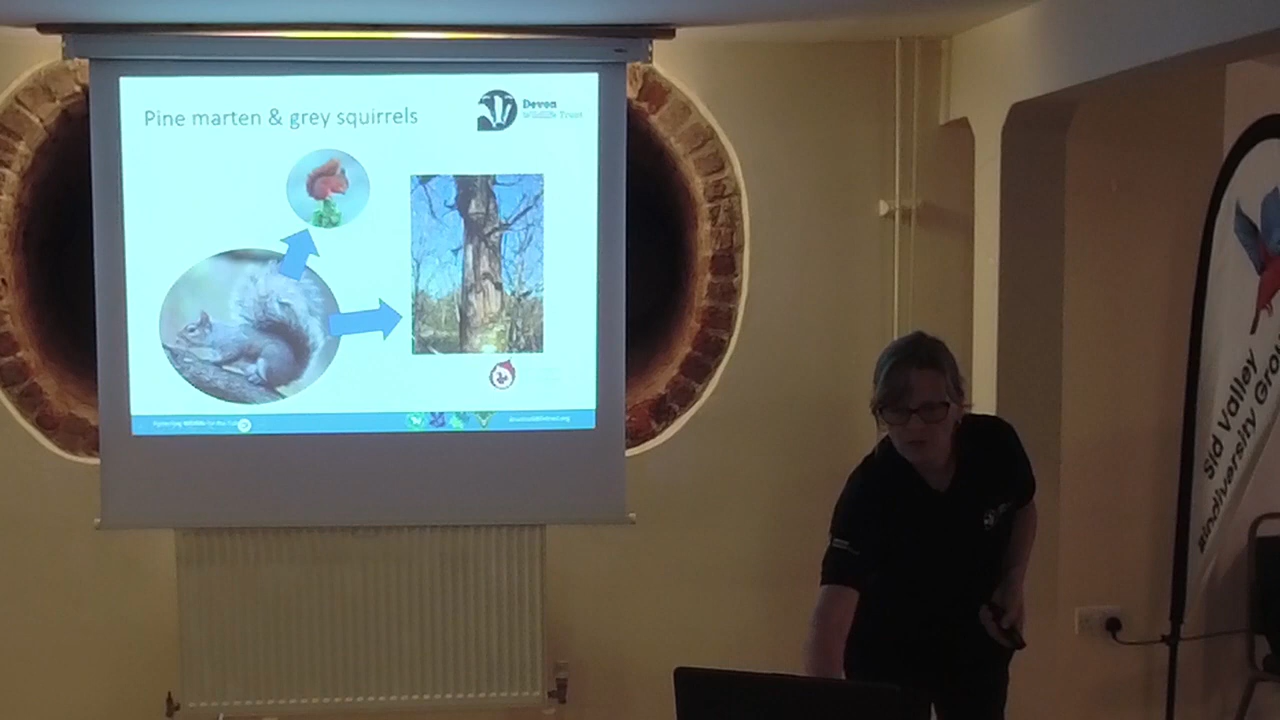 Pine marten & grey squirrels
Devon
Wildlife Trust
Sid Valley
Biodiversity Gro